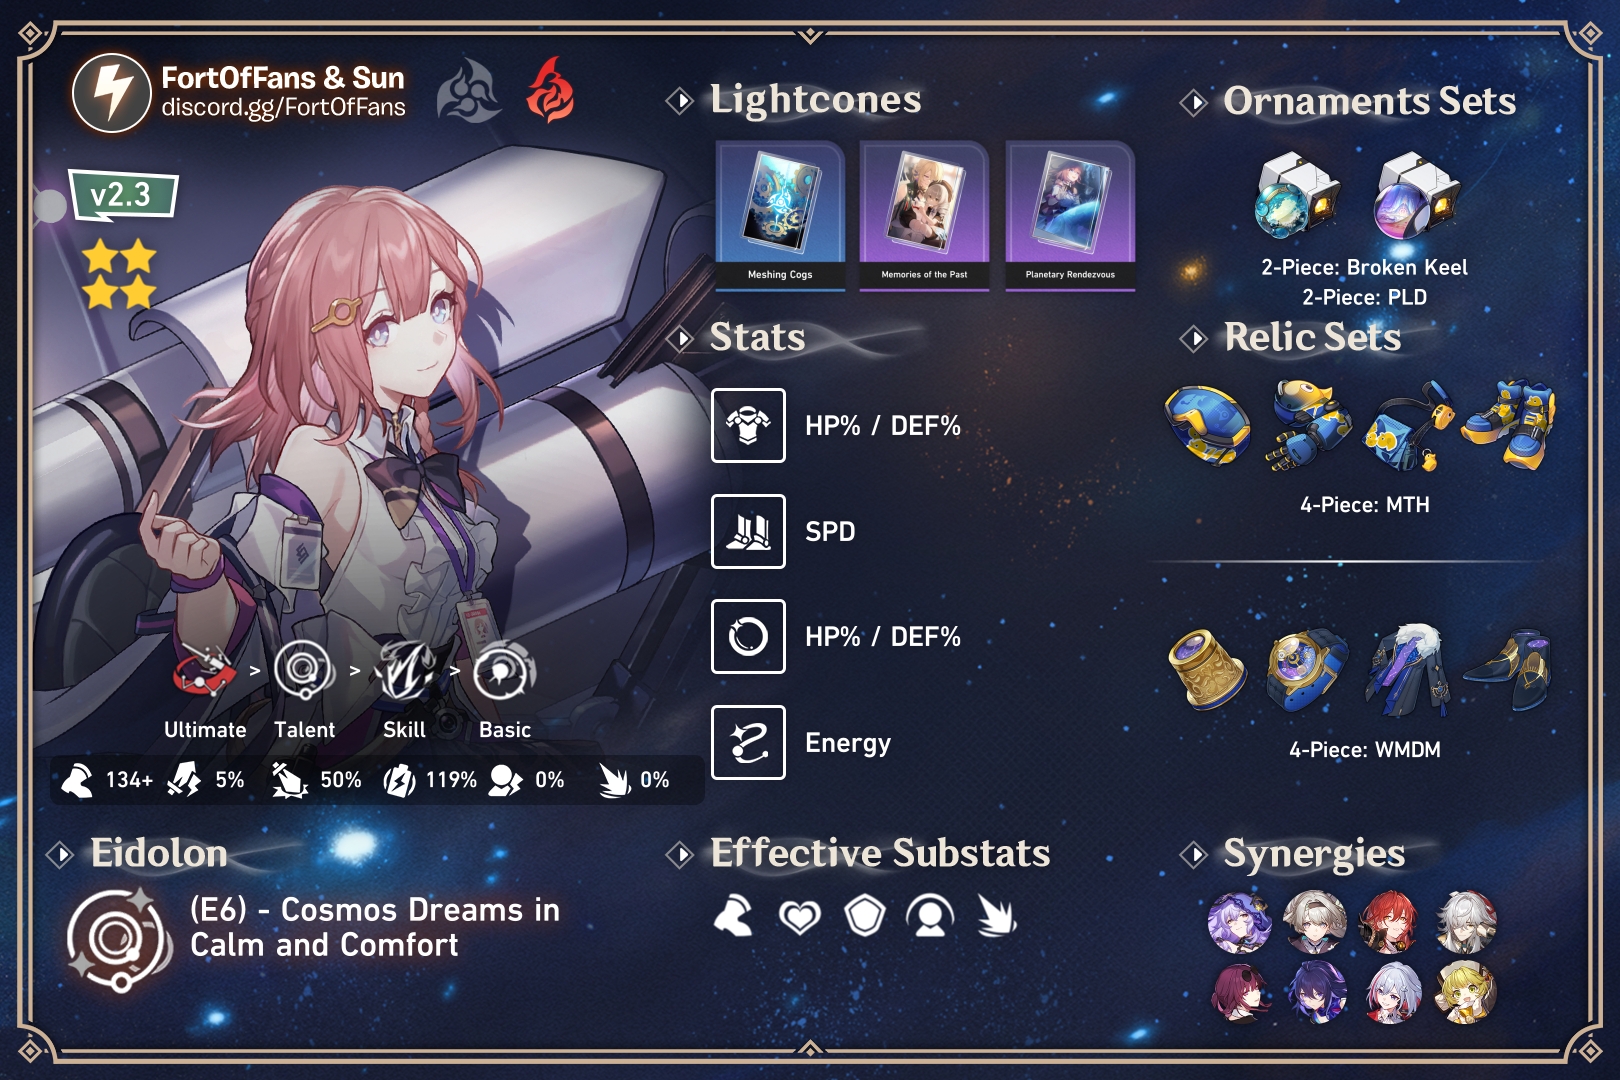 FortOfFans & Sun
discord.gg/FortOfFans
v2.3
Ultimate > Talent > Skill > Basic
134+ 5% 50% 119% 0% 0%
Eidolon
(E6) - Cosmos Dreams in
Calm and Comfort
Lightcones
Meshing Cogs
Memories of the Past
Planetary Rendezvous
Stats
HP% / DEF%
SPD
HP% / DEF%
Energy
Effective Substats
Ornaments Sets
2-Piece: Broken Keel
2-Piece: PLD
Relic Sets
4-Piece: MTH
4-Piece: WMDM
Synergies